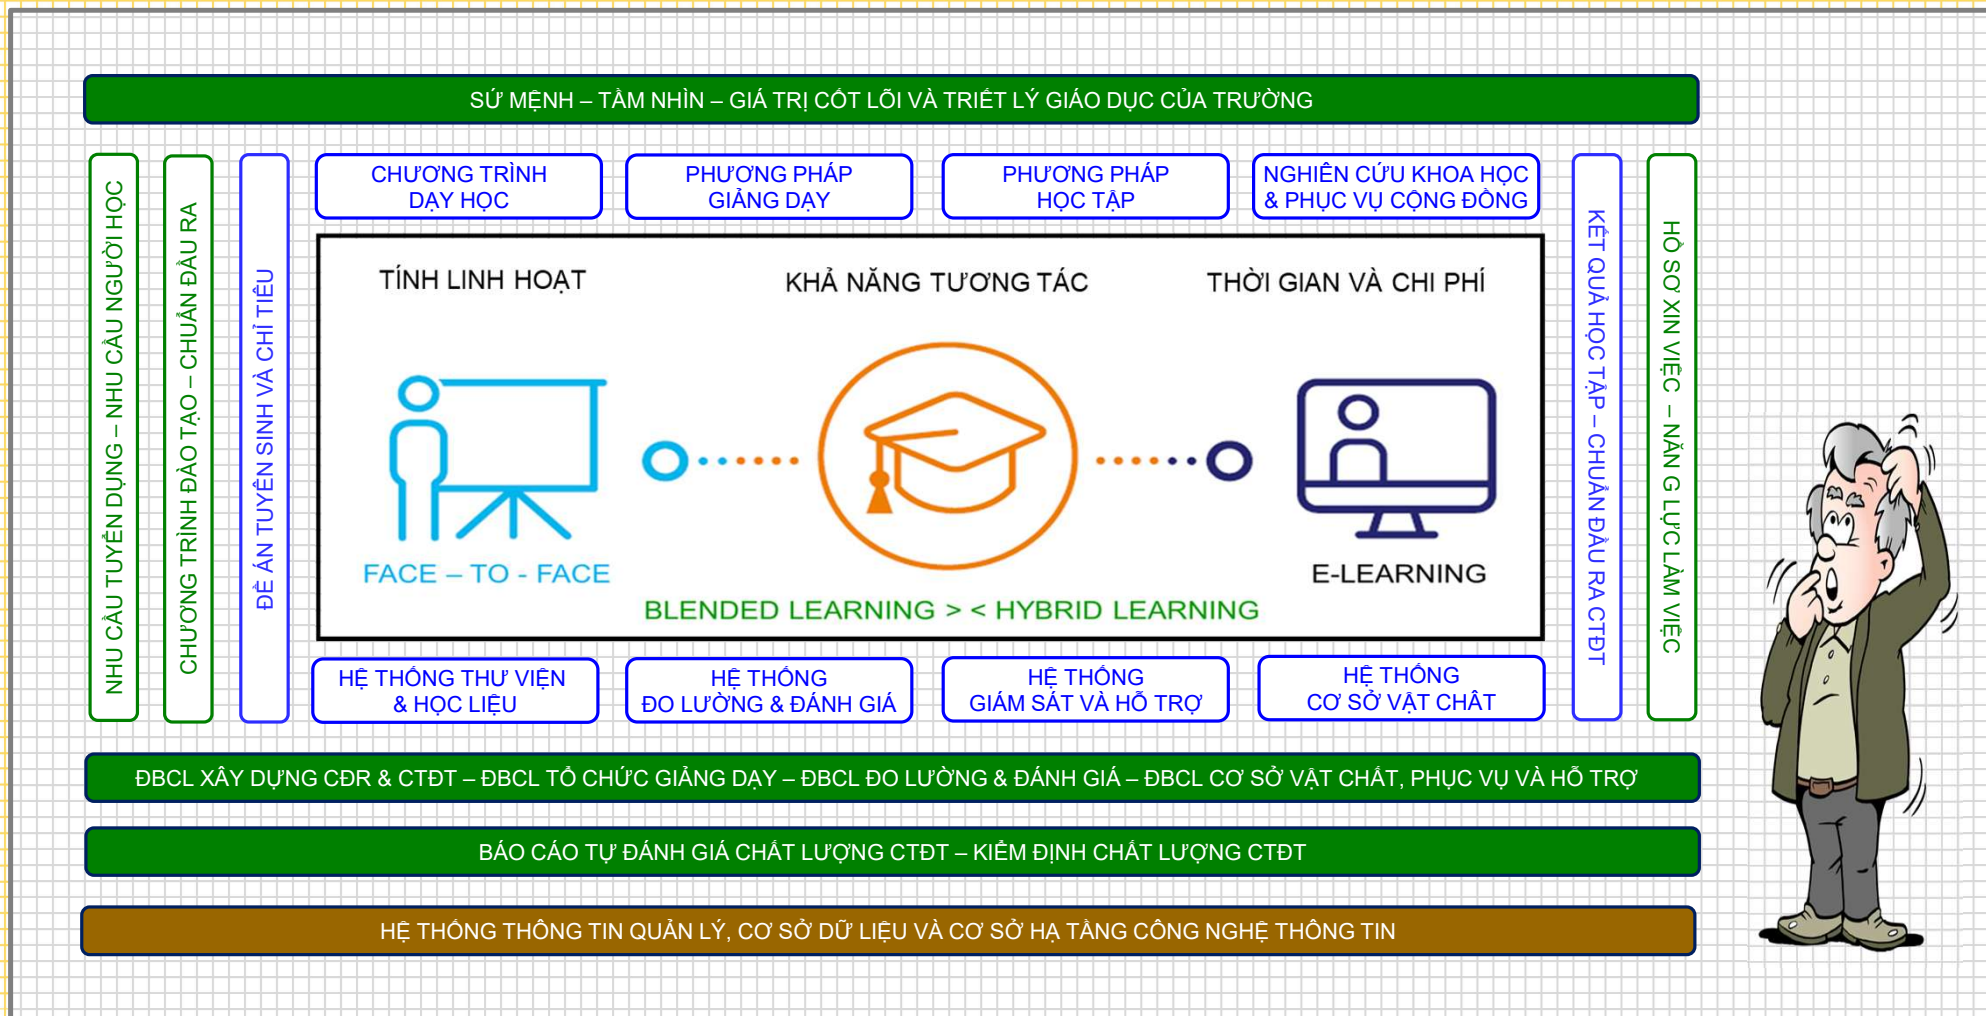 SỨ MỆNH – TẦM NHÌN – GIÁ TRỊ CỐT LÕI VÀ TRIẾT LÝ GIÁO DỤC CỦA TRƯỜNG
NHU CẦU TUYỂN DỤNG – NHU CẦU NGƯỜI HỌC
CHƯƠNG TRÌNH ĐÀO TẠO – CHUẨN ĐẦU RA
ĐỀ ÁN TUYỂN SINH VÀ CHỈ TIÊU
CHƯƠNG TRÌNH
DẠY HỌC
PHƯƠNG PHÁP
GIẢNG DẠY
PHƯƠNG PHÁP
HỌC TẬP
NGHIÊN CỨU KHOA HỌC
& PHỤC VỤ CỘNG ĐỒNG
TÍNH LINH HOẠT
KHẢ NĂNG TƯƠNG TÁC
THỜI GIAN VÀ CHI PHÍ
FACE – TO - FACE
E-LEARNING
BLENDED LEARNING > < HYBRID LEARNING
HỆ THỐNG THƯ VIỆN
& HỌC LIỆU
HỆ THỐNG
ĐO LƯỜNG & ĐÁNH GIÁ
HỆ THỐNG
GIÁM SÁT VÀ HỖ TRỢ
HỆ THỐNG
CƠ SỞ VẬT CHẤT
KẾT QUẢ HỌC TẬP – CHUẨN ĐẦU RA CTĐT
HỒ SƠ XIN VIỆC – NĂN G LỰC LÀM VIỆC
ĐBCL XÂY DỰNG CĐR & CTĐT – ĐBCL TỔ CHỨC GIẢNG DẠY – ĐBCL ĐO LƯỜNG & ĐÁNH GIÁ – ĐBCL CƠ SỞ VẬT CHẤT, PHỤC VỤ VÀ HỖ TRỢ
BÁO CÁO TỰ ĐÁNH GIÁ CHẤT LƯỢNG CTĐT – KIỂM ĐỊNH CHẤT LƯỢNG CTĐT
HỆ THỐNG THÔNG TIN QUẢN LÝ, CƠ SỞ DỮ LIỆU VÀ CƠ SỞ HẠ TẦNG CÔNG NGHỆ THÔNG TIN